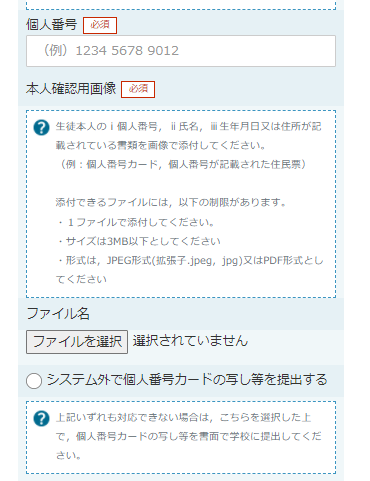 個人番号 必須
(例) 1234 5678 9012
本人確認用画像 必須
生徒本人のⅰ個人番号，ⅱ氏名，ⅲ生年月日又は住所が記
載されている書類を画像で添付してください。
（例：個人番号カード，個人番号が記載された住民票）
添付できるファイルには，以下の制限があります。
・１ファイルで添付してください。
・サイズは3MB以下としてください
・形式は，JPEG形式(拡張子.jpeg，jpg)又はPDF形式とし
てください
ファイル名
ファイルを選択 選択されていません
システム外で個人番号カードの写し等を提出する
上記いずれも対応できない場合は，こちらを選択した上
で，個人番号カードの写し等を書面で学校に提出してくだ
さい。